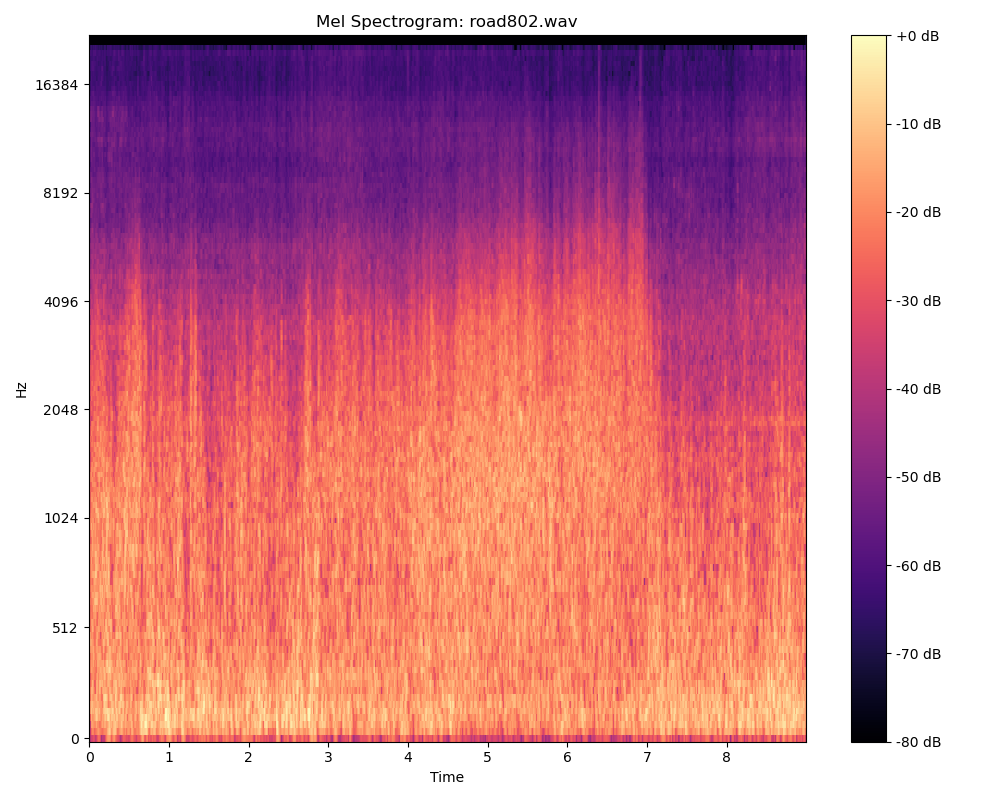 Mel Spectrogram: road802.wav
+0 dB
16384
-10 dB
8192
-20 dB
4096
-30 dB
Hz
-40 dB
2048
-50 dB
1024
-60 dB
512
-70 dB
0
-80 dB
0 1 2 3 4 5 6 7 8
Time